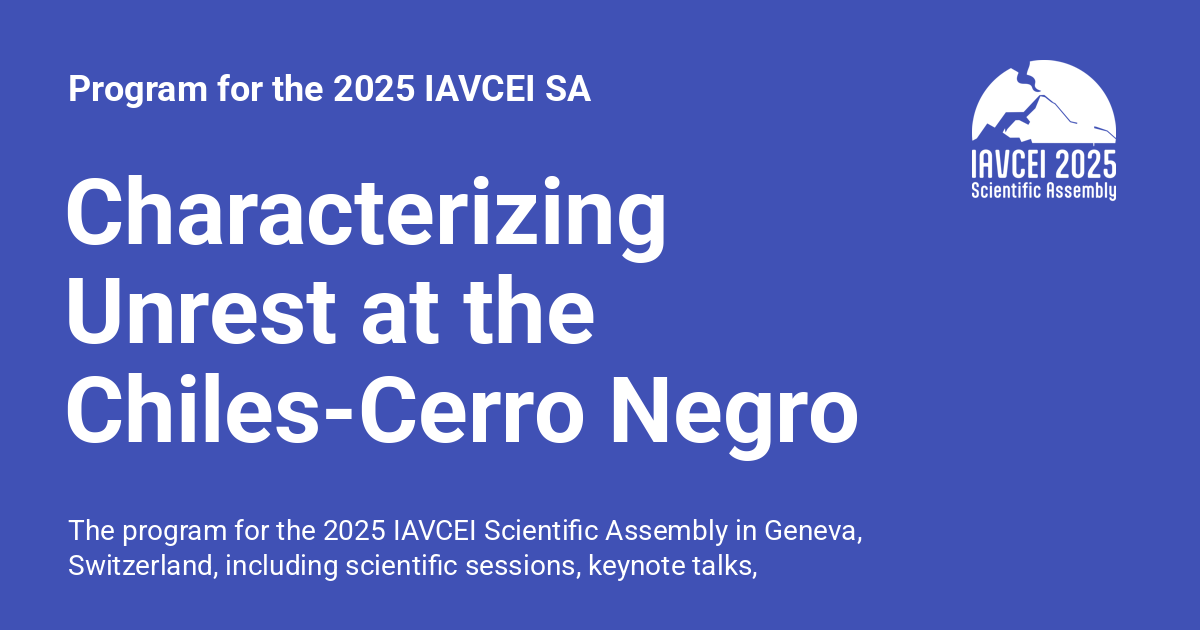 Program for the 2025 IAVCEI SA
IAVCEI 2025
Scientific Assembly
Characterizing
Unrest at the
Chiles-Cerro Negro
The program for the 2025 IAVCEI Scientific Assembly in Geneva,
Switzerland, including scientific sessions, keynote talks,